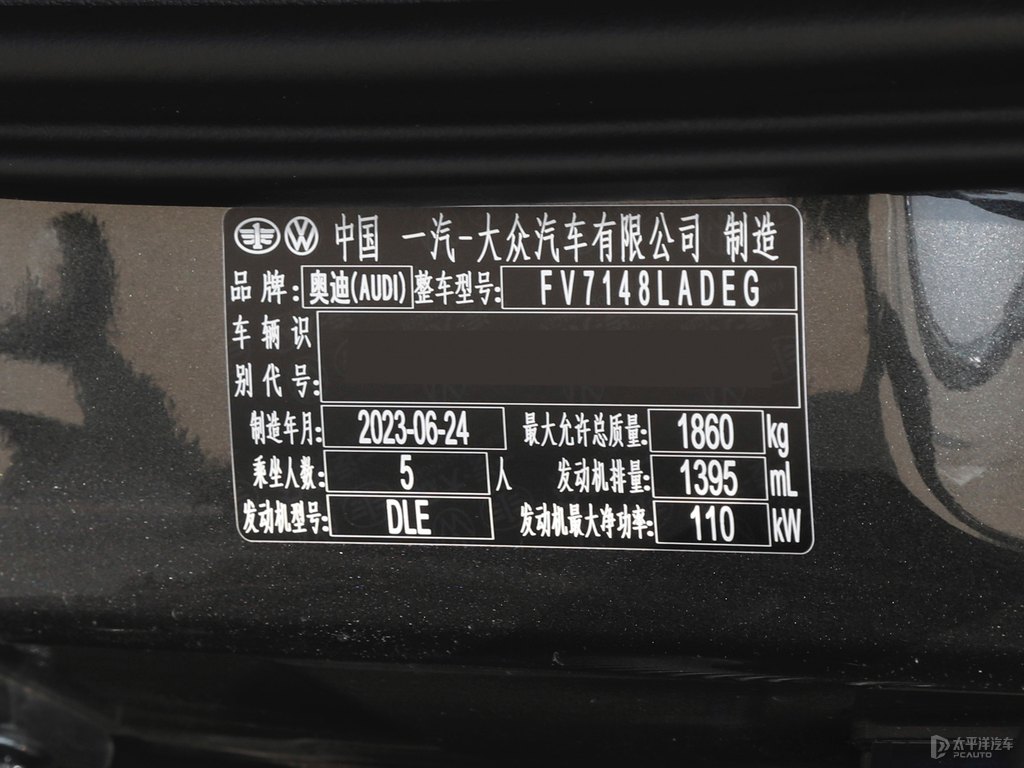 中国 一汽-大众汽车有限公司 制造
品牌: 奥迪(AUDI) 整车型号: FV7148LADEG
车辆识
别代号:
制造年月: 2023-06-24 最大允许总质量: 1860 kg
乘坐人数: 5 人 发动机排量: 1395 mL
发动机型号: DLE 发动机最大净功率: 110 kW
太平洋汽车
PCAUTO